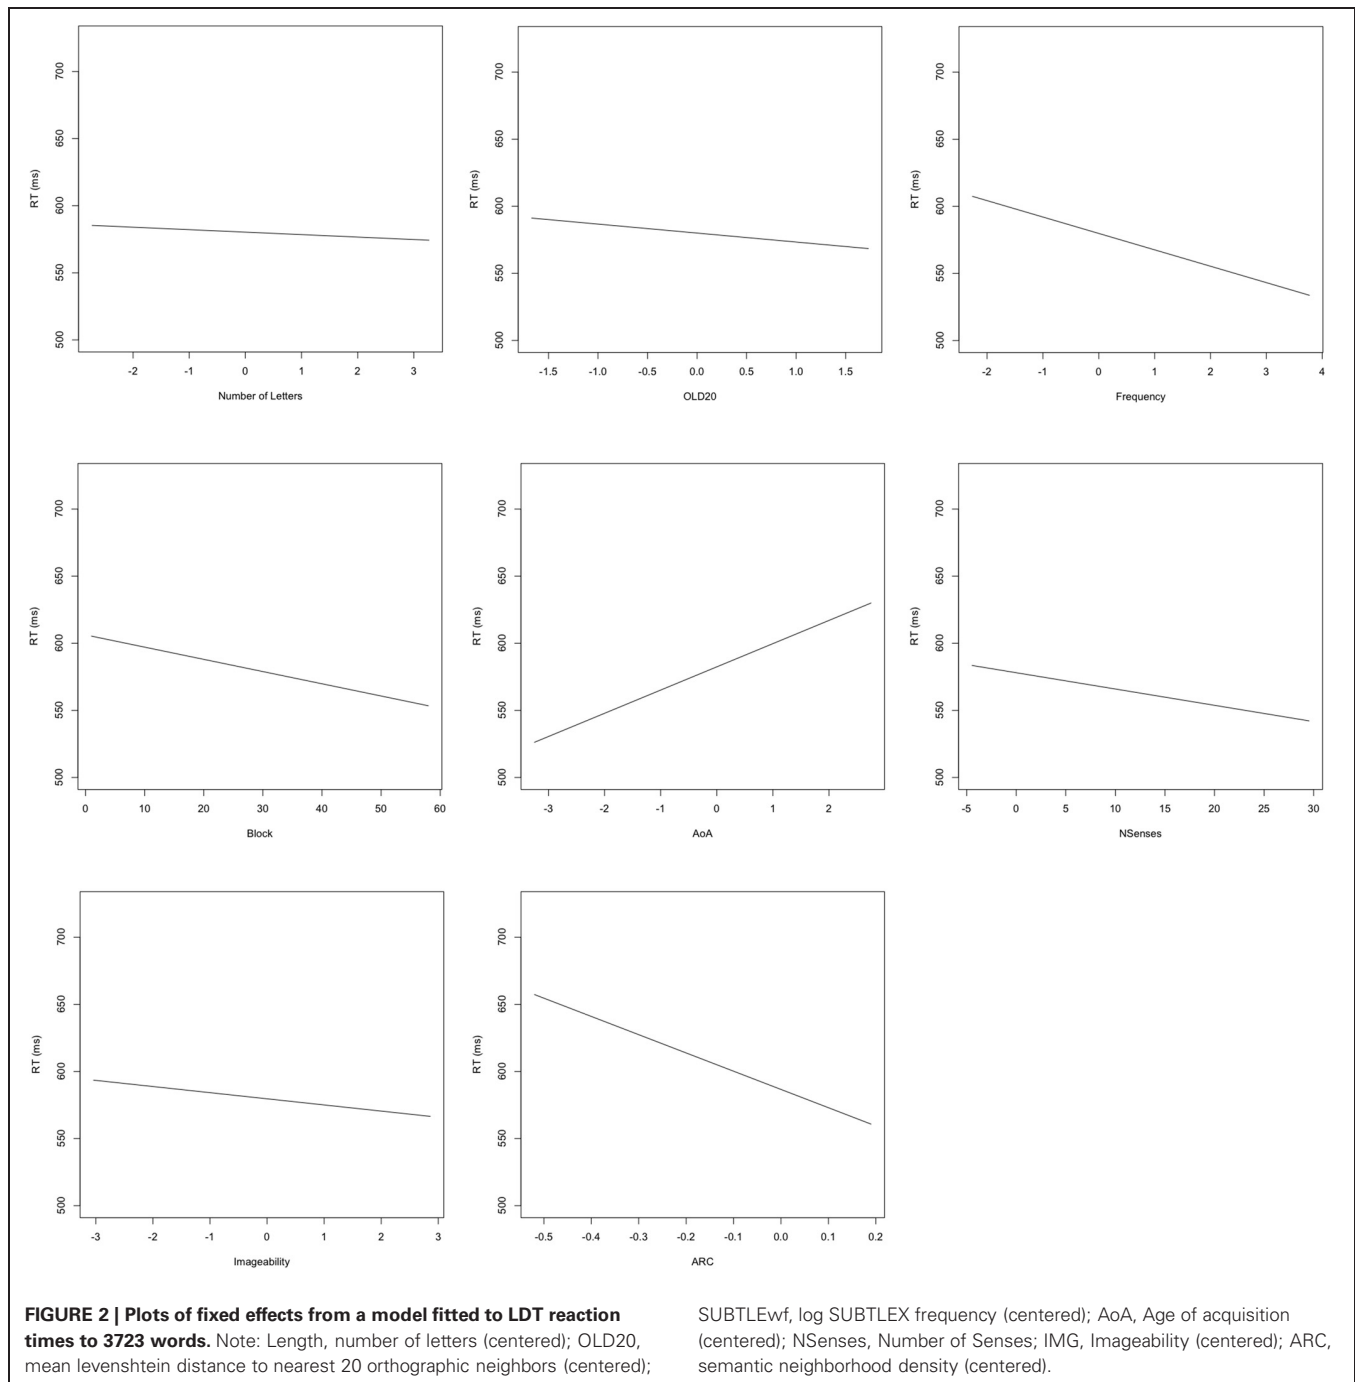 700
650
600
550
500
RT (ms)
-2 -1 0 1 2 3
Number of Letters
700
650
600
550
500
RT (ms)
-1.5 -1.0 -0.5 0.0 0.5 1.0 1.5
OLD20
700
650
600
550
500
RT (ms)
-2 -1 0 1 2 3 4
Frequency
700
650
600
550
500
RT (ms)
0 10 20 30 40 50 60
Block
700
650
600
550
500
RT (ms)
-3 -2 -1 0 1 2
AoA
700
650
600
550
500
RT (ms)
-5 0 5 10 15 20 25 30
NSenses
700
650
600
550
500
RT (ms)
-3 -2 -1 0 1 2 3
Imageability
700
650
600
550
500
RT (ms)
-0.5 -0.4 -0.3 -0.2 -0.1 0.0 0.1 0.2
ARC
FIGURE 2 | Plots of fixed effects from a model fitted to LDT reaction
times to 3723 words. Note: Length, number of letters (centered); OLD20,
mean levenshtein distance to nearest 20 orthographic neighbors (centered);
SUBTLEwf, log SUBTLEX frequency (centered); AoA, Age of acquisition
(centered); NSenses, Number of Senses; IMG, Imageability (centered); ARC,
semantic neighborhood density (centered).